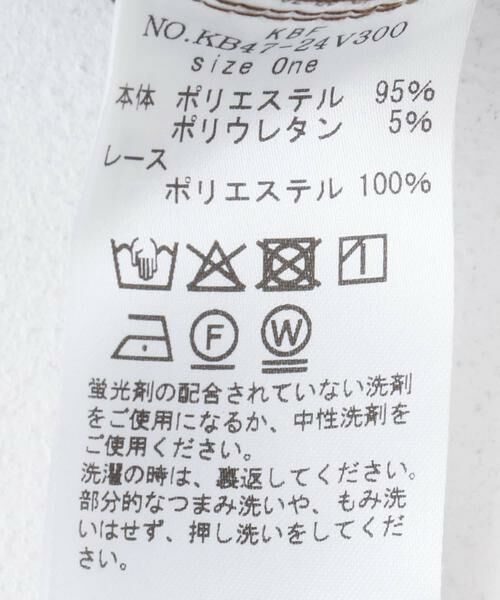 KBF
NO.KB47-24V300
size One
本体 ポリエステル 95%
ポリウレタン 5%
レース
ポリエステル 100%
F W
蛍光剤の配合されていない洗剤
をご使用になるか、中性洗剤を
ご使用ください。
洗濯の時は、裏返してください。
部分的なつまみ洗いや、もみ洗
いはせず、押し洗いをしてくだ
さい。